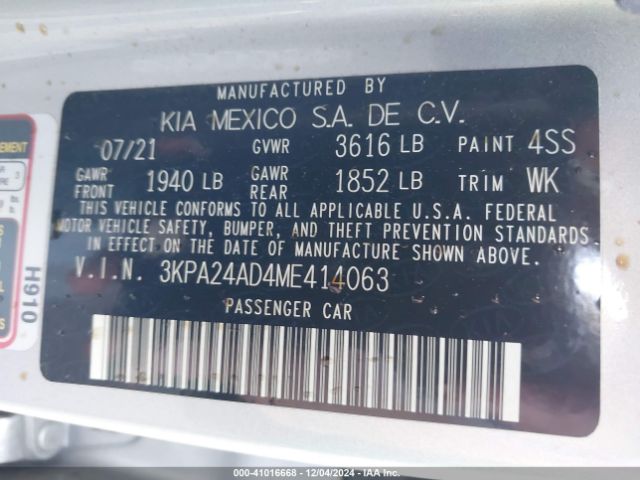 MANUFACTURED BY
KIA MEXICO S.A. DE C.V.
07/21 GVWR 3616 LB PAINT 4SS
GAWR FRONT 1940 LB GAWR REAR 1852 LB TRIM WK
THIS VEHICLE CONFORMS TO ALL APPLICABLE U.S.A. FEDERAL
MOTOR VEHICLE SAFETY, BUMPER, AND THEFT PREVENTION STANDARDS
IN EFFECT ON THE DATE OF MANUFACTURE SHOWN ABOVE.
V.I.N. 3KPA24AD4ME414063
PASSENGER CAR
H910
000-41016668 - 12/04/2024 - IAA Inc.